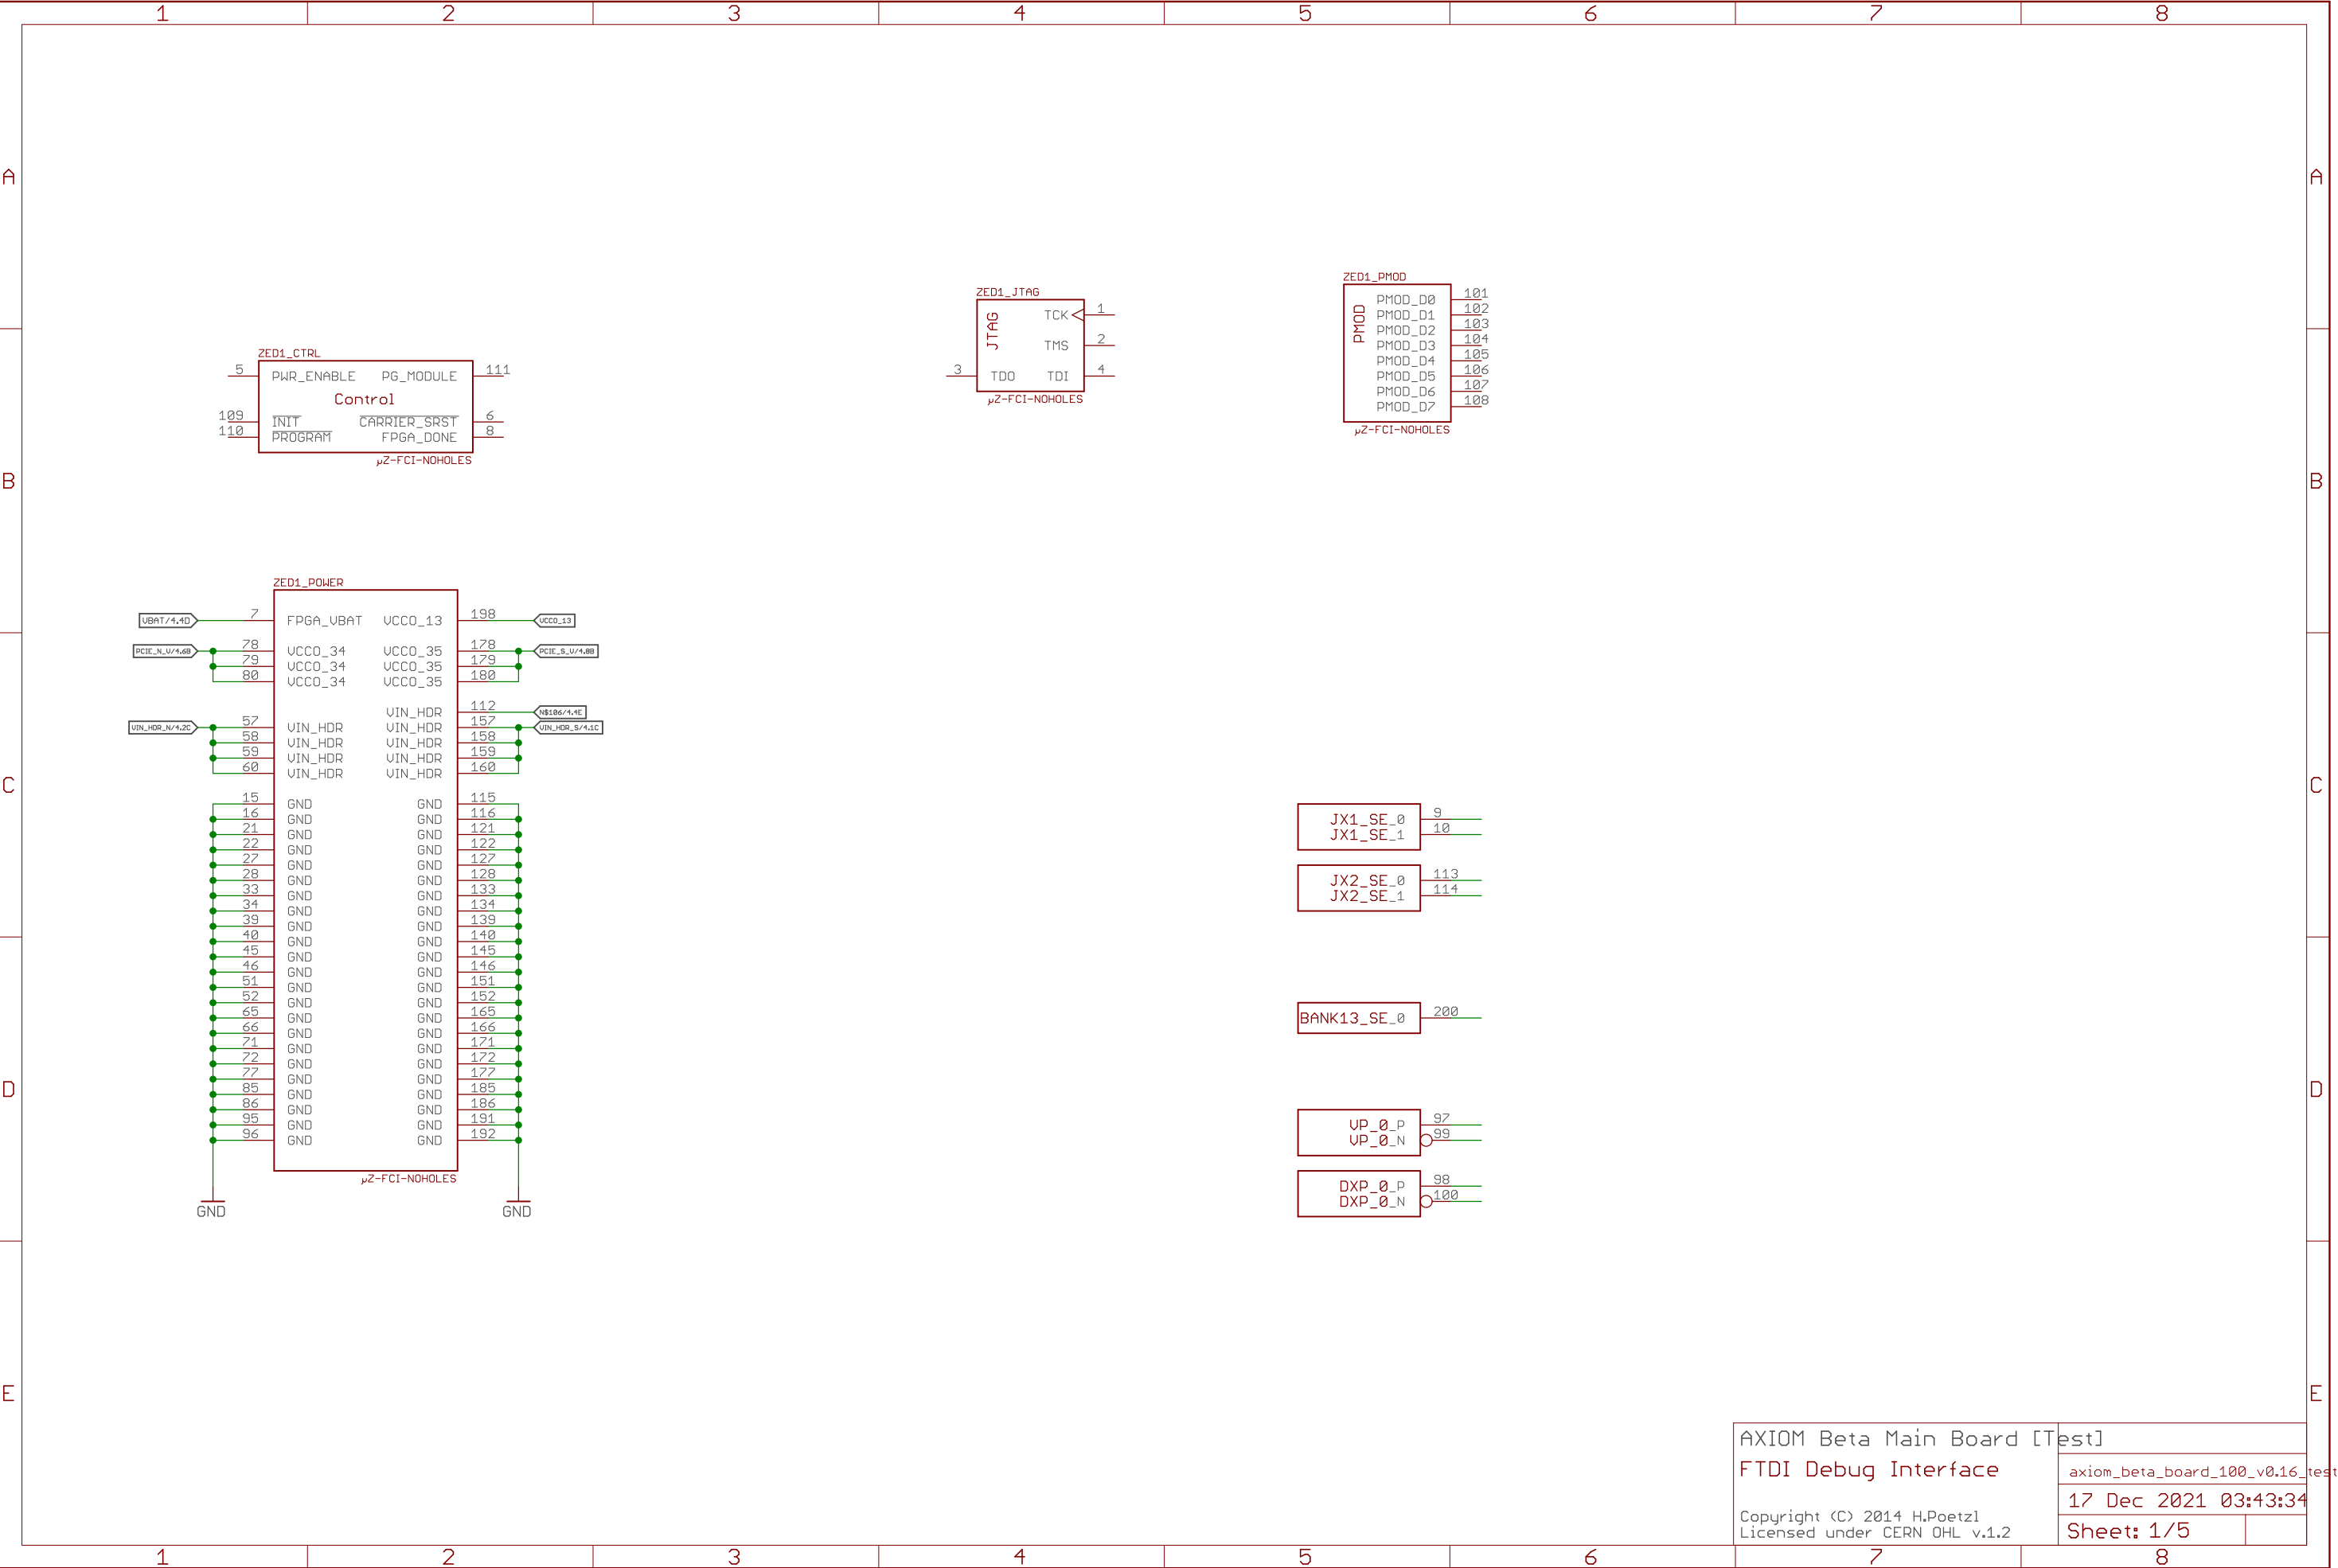 1 2 3 4 5 6 7 8
A A
ZED1_PMOD
PMOD
PMOD_D0 101
PMOD_D1 102
PMOD_D2 103
PMOD_D3 104
PMOD_D4 105
PMOD_D5 106
PMOD_D6 107
PMOD_D7 108
µZ-FCI-NOHOLES
ZED1_JTAG
JTAG
TCK 1
TMS 2
3 TDO TDI 4
µZ-FCI-NOHOLES
ZED1_CTRL
5 PWR_ENABLE PG_MODULE 111
Control
109 INIT CARRIER_SRST 6
110 PROGRAM FPGA_DONE 8
µZ-FCI-NOHOLES
B B
ZED1_POWER
VBAT/4.4D 7 FPGA_VBAT VCCO_13 198 VCCO_13
PCIE_N_V/4.6B 78 VCCO_34 VCCO_35 178 PCIE_S_V/4.8B
79 VCCO_34 VCCO_35 179
80 VCCO_34 VCCO_35 180
VIN_HDR 112 N$106/4.4E
VIN_HDR_N/4.2C 57 VIN_HDR VIN_HDR 157 VIN_HDR_S/4.1C
58 VIN_HDR VIN_HDR 158
59 VIN_HDR VIN_HDR 159
60 VIN_HDR VIN_HDR 160
15 GND GND 115
16 GND GND 116
21 GND GND 121
22 GND GND 122
27 GND GND 127
28 GND GND 128
33 GND GND 133
34 GND GND 134
39 GND GND 139
40 GND GND 140
45 GND GND 145
46 GND GND 146
51 GND GND 151
52 GND GND 152
65 GND GND 165
66 GND GND 166
71 GND GND 171
72 GND GND 172
77 GND GND 177
85 GND GND 185
86 GND GND 186
95 GND GND 191
96 GND GND 192
µZ-FCI-NOHOLES
GND GND
C C
JX1_SE_0 9
JX1_SE_1 10
JX2_SE_0 113
JX2_SE_1 114
BANK13_SE_0 200
D D
VP_0_P 97
VP_0_N 99
DXP_0_P 98
DXP_0_N 100
E E
AXIOM Beta Main Board [Test]
FTDI Debug Interface
axiom_beta_board_100_v0.16_test
17 Dec 2021 03:43:34
Copyright (C) 2014 H.Poetzl
Licensed under CERN OHL v.1.2
Sheet: 1/5
1 2 3 4 5 6 7 8